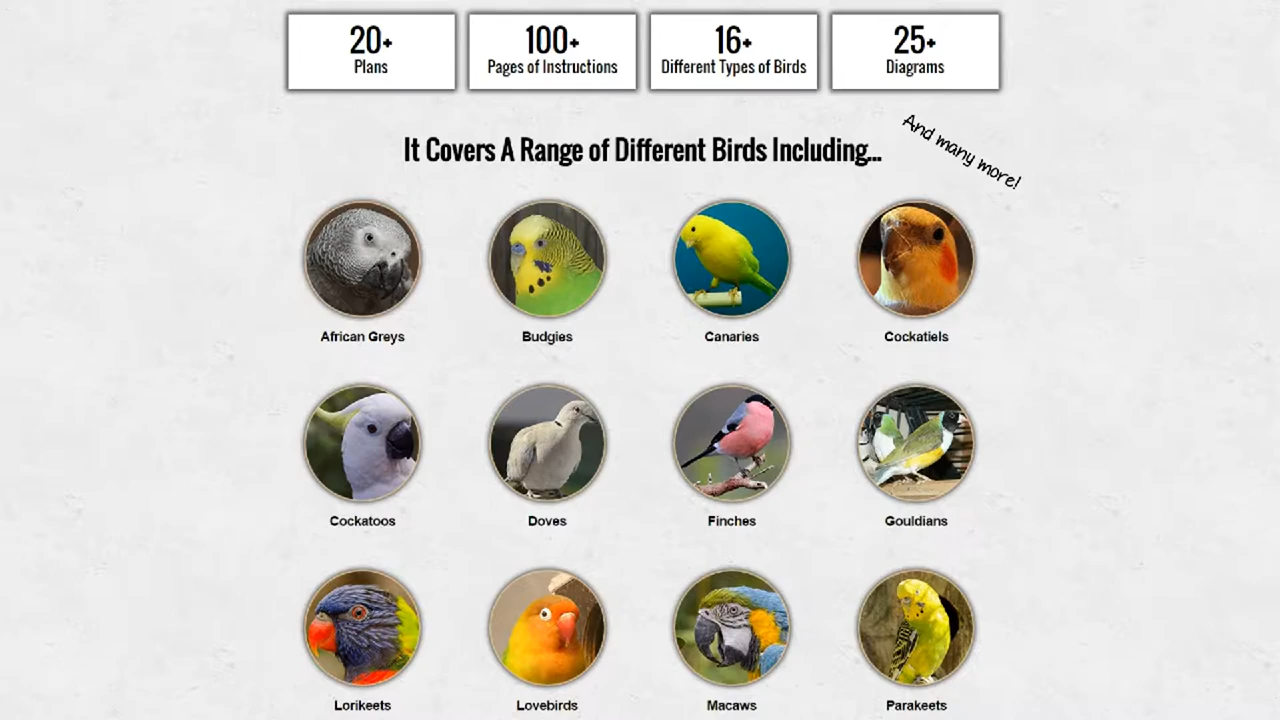 20+
Plans
100+
Pages of Instructions
16+
Different Types of Birds
25+
Diagrams
And many more!
It Covers A Range of Different Birds Including...
African Greys
Budgies
Canaries
Cockatiels
Cockatoos
Doves
Finches
Gouldians
Lorikeets
Lovebirds
Macaws
Parakeets